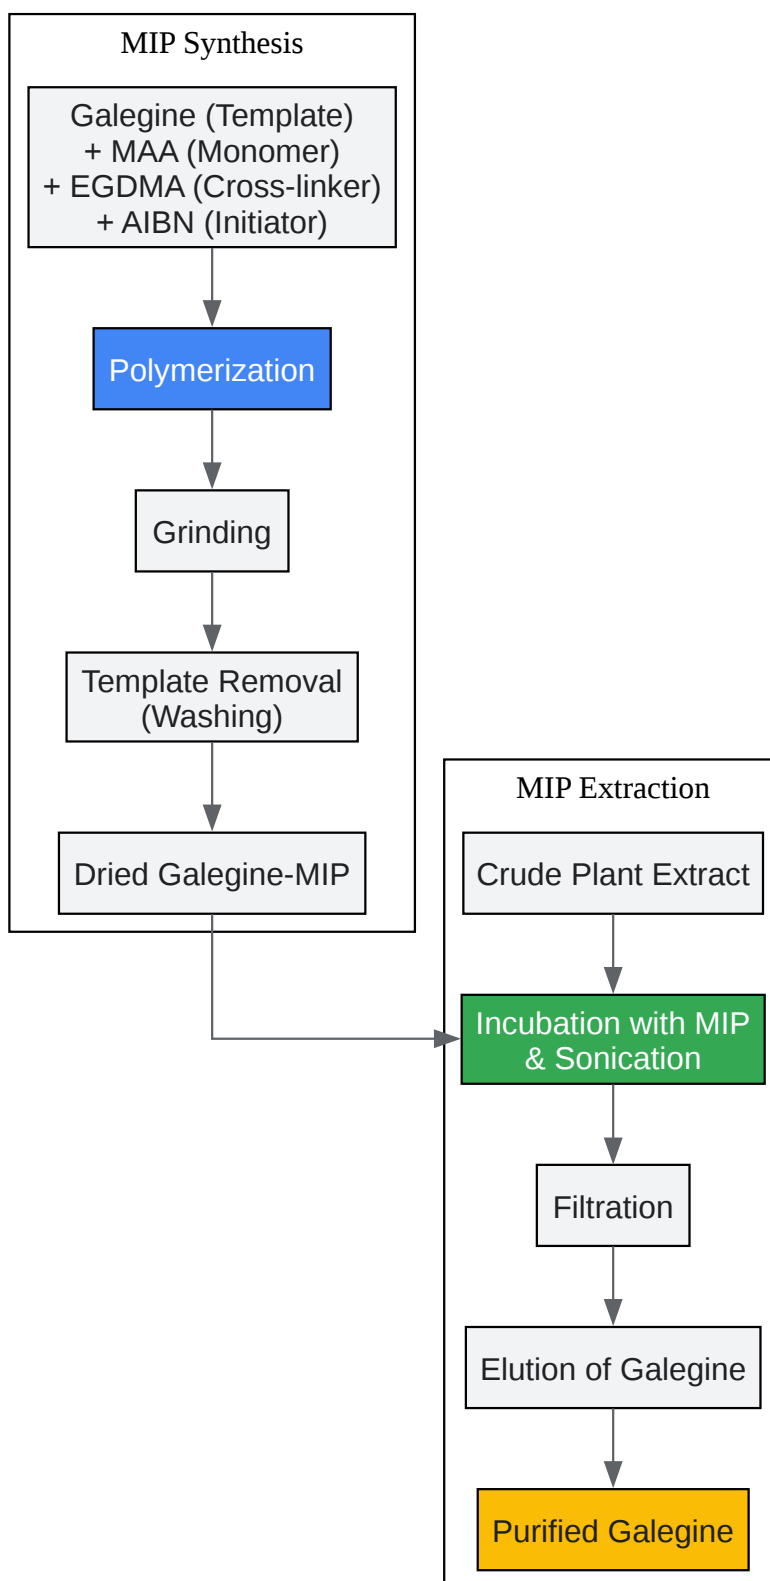 MIP Synthesis
Galegine (Template)
+ MAA (Monomer)
+ EGDMA (Cross-linker)
+ AIBN (Initiator)
Polymerization
Grinding
Template Removal
(Washing)
Dried Galegine-MIP
MIP Extraction
Crude Plant Extract
Incubation with MIP
& Sonication
Filtration
Elution of Galegine
Purified Galegine